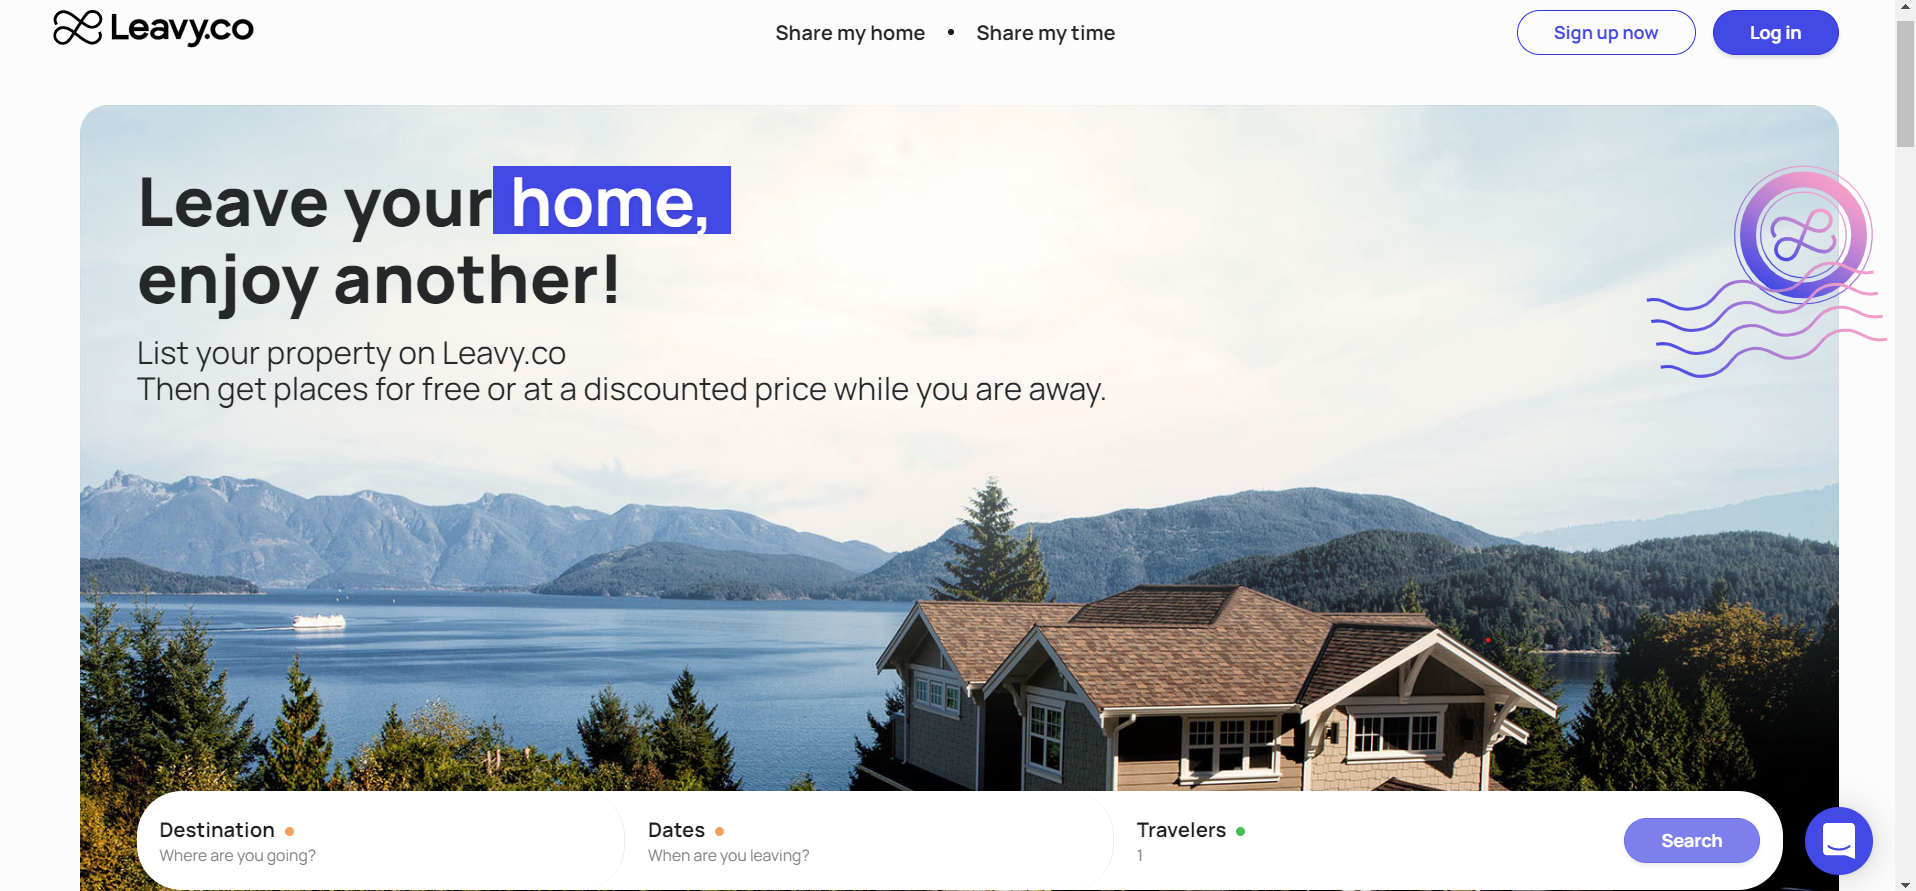 Leavy.co
Share my home • Share my time
Sign up now
Log in
Leave your home,
enjoy another!
List your property on Leavy.co
Then get places for free or at a discounted price while you are away.
Destination
Where are you going?
Dates
When are you leaving?
Travelers
1
Search